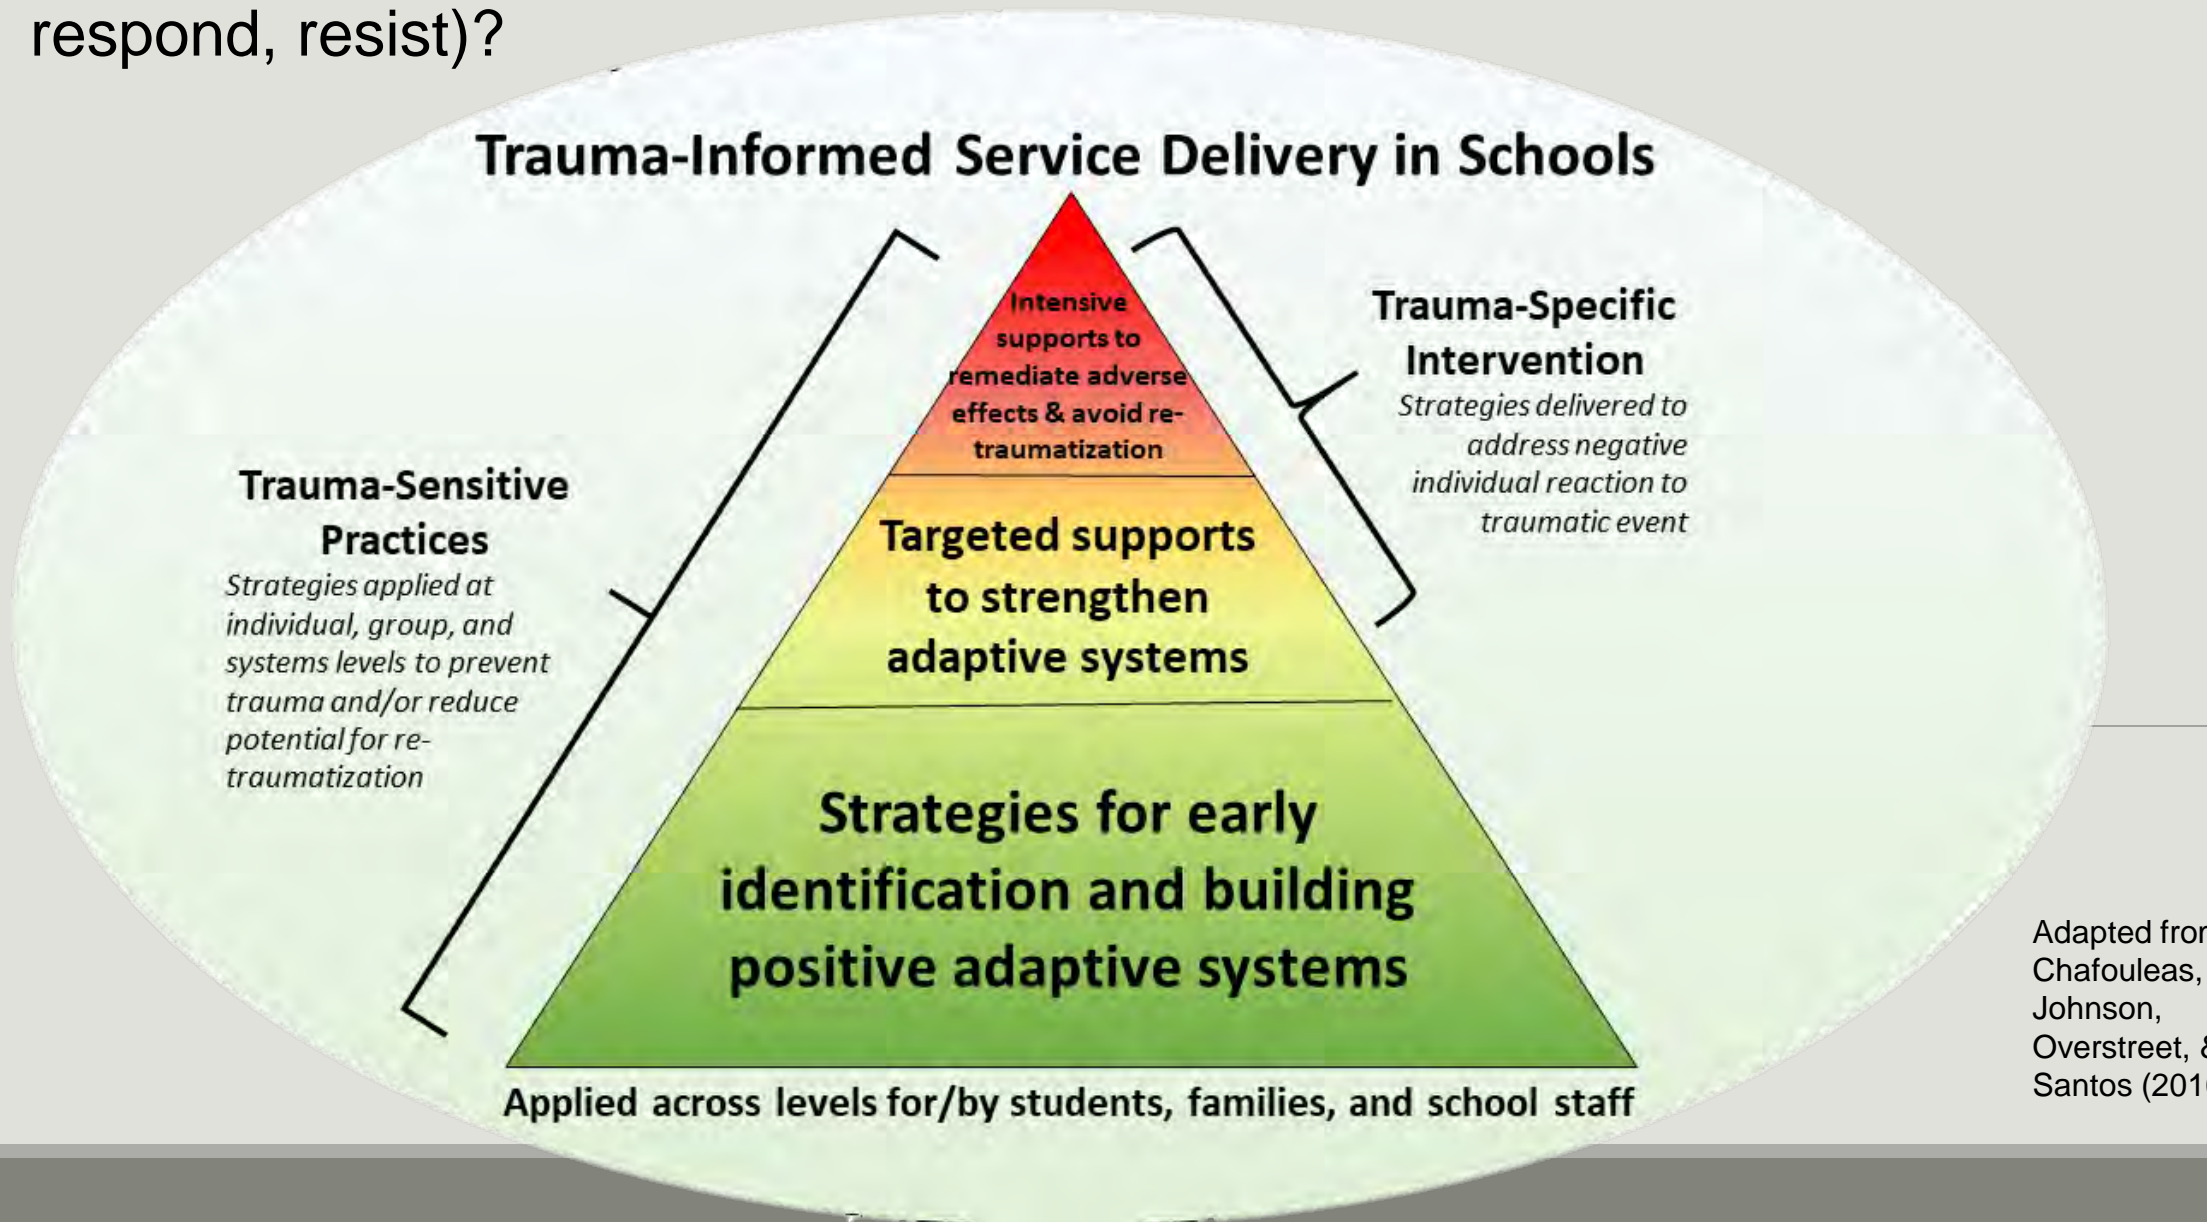 respond, resist)?
Trauma-Informed Service Delivery in Schools
Intensive
supports to
remediate adverse
effects & avoid re-
traumatization
Trauma-Specific
Intervention
Strategies delivered to
address negative
individual reaction to
traumatic event
Trauma-Sensitive
Practices
Strategies applied at
individual, group, and
systems levels to prevent
trauma and/or reduce
potential for re-
traumatization
Targeted supports
to strengthen
adaptive systems
Strategies for early
identification and building
positive adaptive systems
Applied across levels for/by students, families, and school staff
Adapted
Chafouleas,
Johnson,
Overstreet, &
Santos